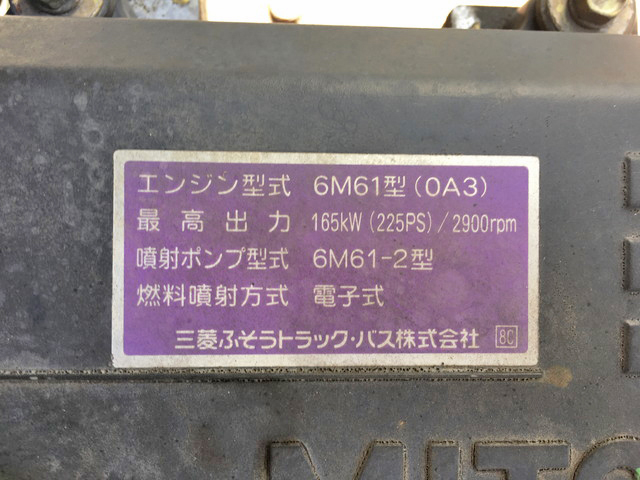 エンジン型式 6M61型(0A3)
最高出力 165kW(225PS)/2900rpm
噴射ポンプ型式 6M61-2型
燃料噴射方式 電子式
三菱ふそうトラック・バス株式会社 8C